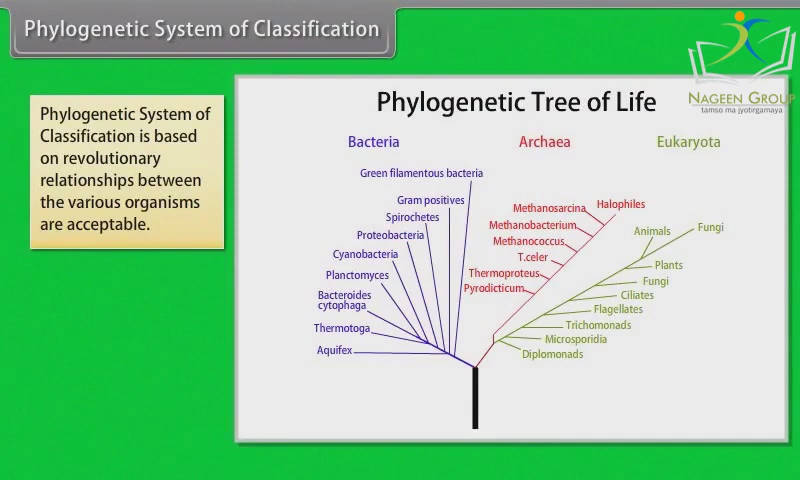 Phylogenetic System of Classification
NAGEEN GROUP
tamso ma jyotirgamaya
Phylogenetic System of
Classification is based
on revolutionary
relationships between
the various organisms
are acceptable.
Phylogenetic Tree of Life
Bacteria
Green filamentous bacteria
Gram positives
Spirochetes
Proteobacteria
Cyanobacteria
Planctomyces
Bacteroides
cytophaga
Thermotoga
Aquifex
Archaea
Halophiles
Methanosarcina
Methanobacterium
Methanococcus
T.celer
Thermoproteus
Pyrodicticum
Eukaryota
Fungi
Animals
Plants
Fungi
Ciliates
Flagellates
Trichomonads
Microsporidia
Diplomonads